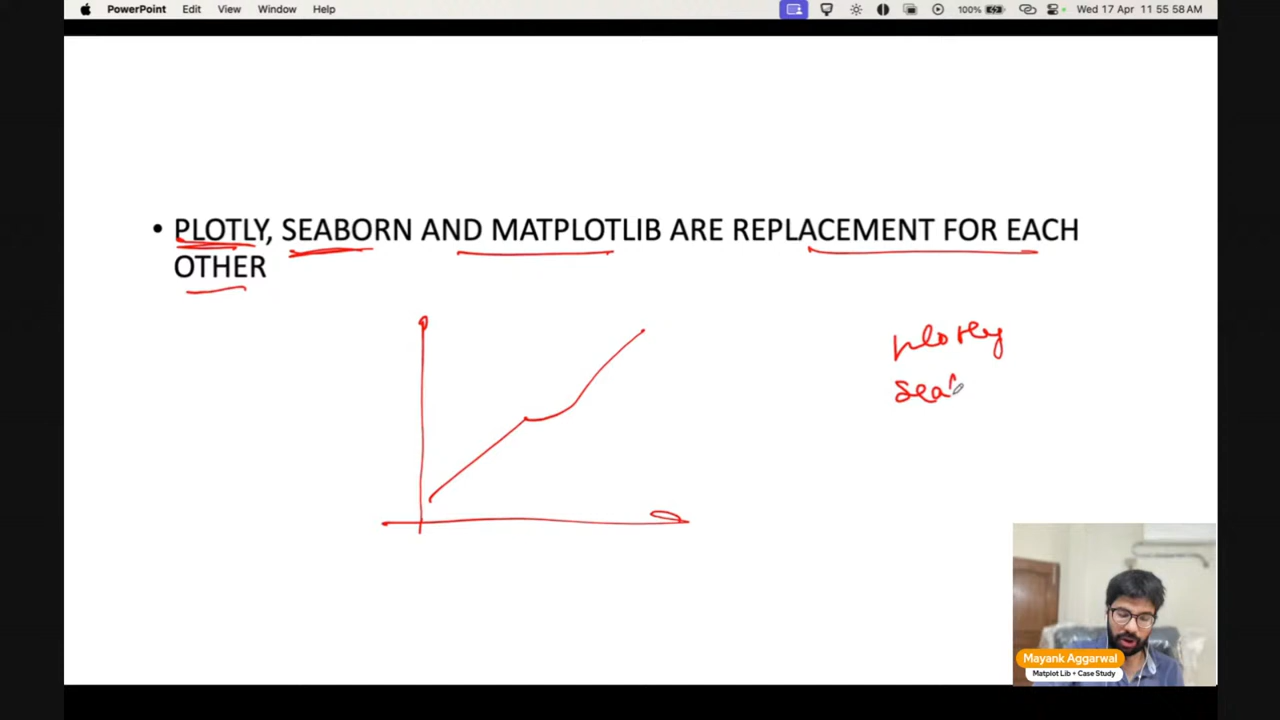 PowerPoint Edit View Window Help 100% Wed 17 Apr 11 55 58 AM
• PLOTLY, SEABORN AND MATPLOTLIB ARE REPLACEMENT FOR EACH
OTHER
plotly
sea
Mayank Aggarwal
Matplot Lib + Case Study